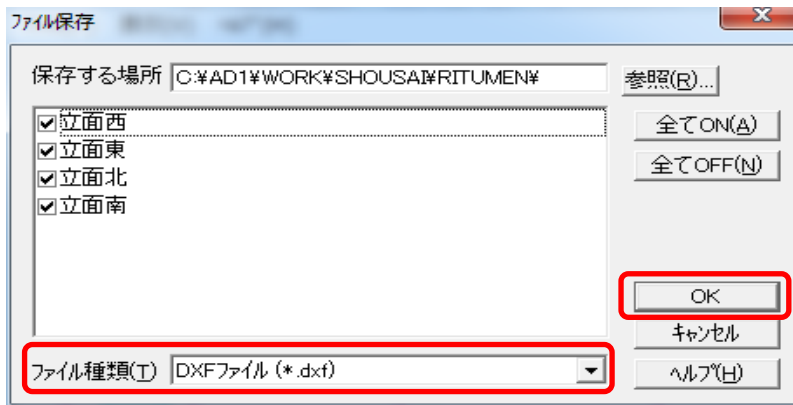 ファイル保存
保存する場所 C:¥AD1¥WORK¥SHOUSAI¥RITUMEN¥ 参照(R)...
立面西
立面東
立面北
立面南
全てON(A)
全てOFF(N)
OK
キャンセル
ファイル種類(T) DXFファイル (*.dxf)
ヘルプ(H)